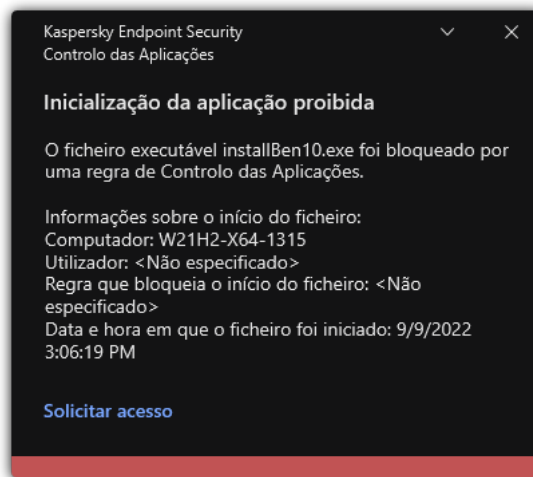 Kaspersky Endpoint Security
Controlo das Aplicações
Inicialização da aplicação proibida
O ficheiro executável installBen10.exe foi bloqueado por
uma regra de Controlo das Aplicações.
Informações sobre o início do ficheiro:
Computador: W21H2-X64-1315
Utilizador: <Não especificado>
Regra que bloqueia o início do ficheiro: <Não
especificado>
Data e hora em que o ficheiro foi iniciado: 9/9/2022
3:06:19 PM
Solicitar acesso